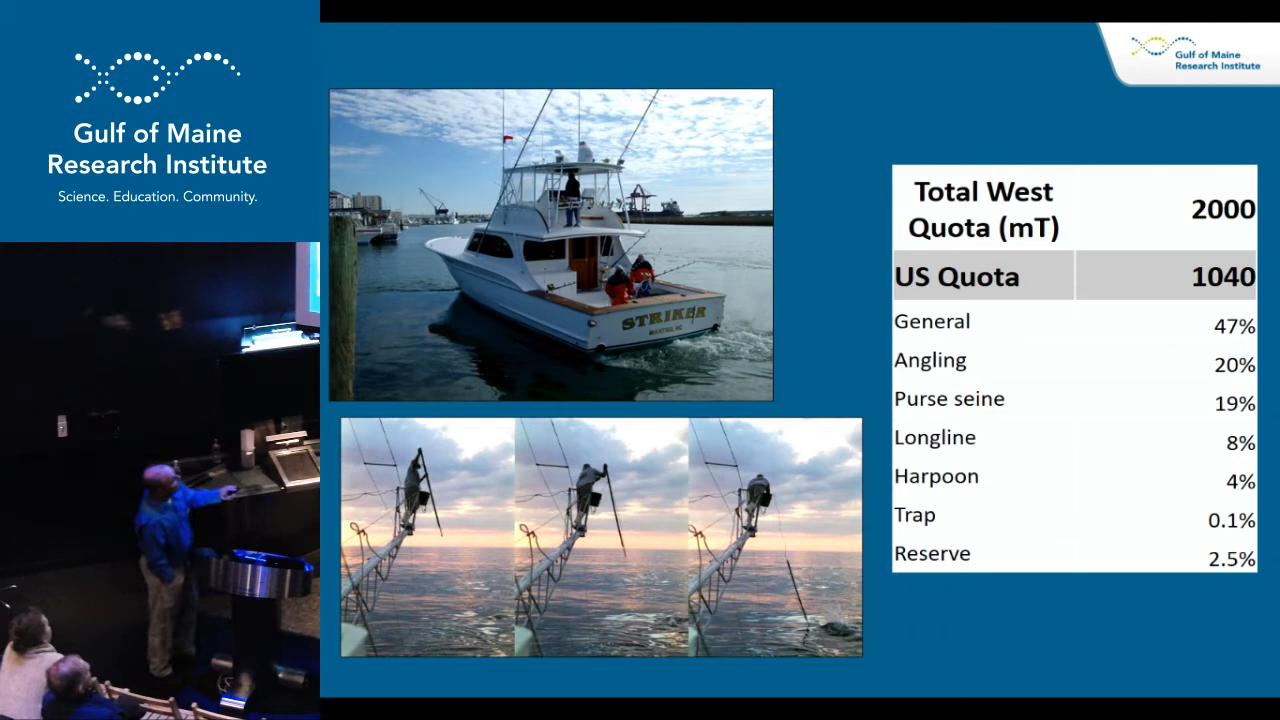 Gulf of Maine
Research Institute
Science. Education. Community.
Gulf of Maine
Research Institute
STRIKER
Total West
Quota (mT) 2000
US Quota 1040
General 47%
Angling 20%
Purse seine 19%
Longline 8%
Harpoon 4%
Trap 0.1%
Reserve 2.5%